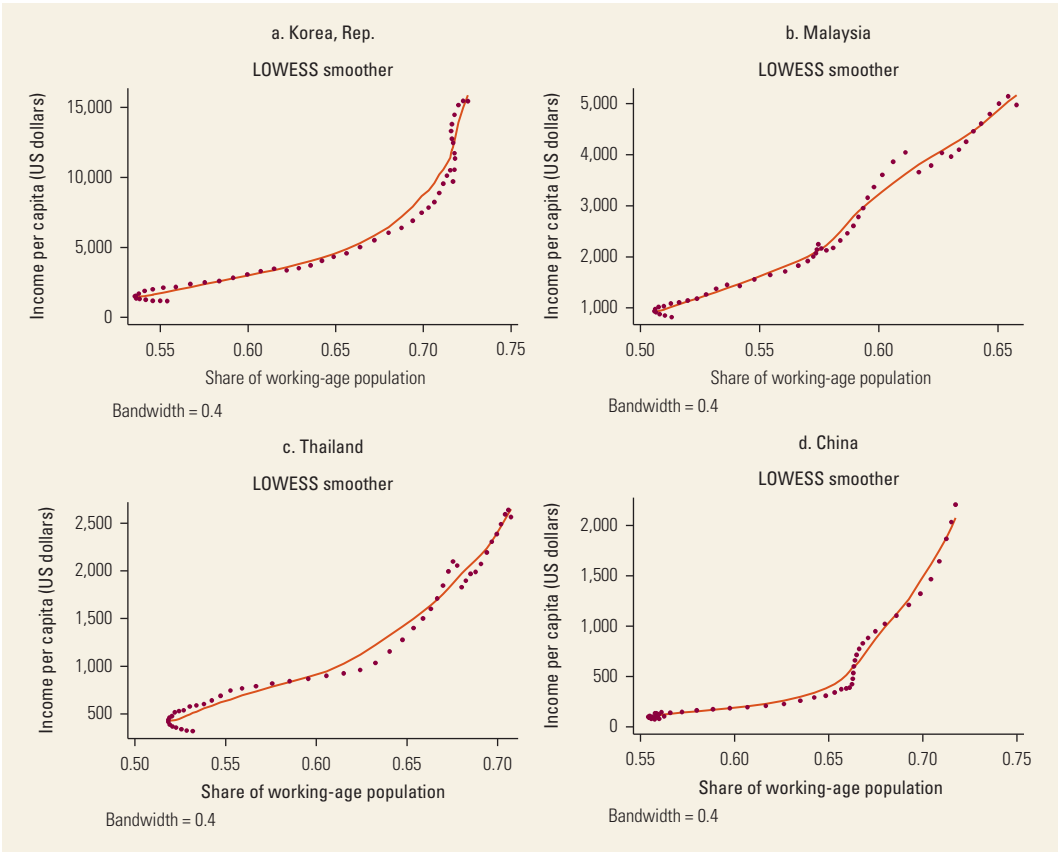 a. Korea, Rep.
LOWESS smoother
Income per capita (US dollars)
15,000
10,000
5,000
0
0.55 0.60 0.65 0.70 0.75
Share of working-age population
Bandwidth = 0.4
b. Malaysia
LOWESS smoother
Income per capita (US dollars)
5,000
4,000
3,000
2,000
1,000
0.50 0.55 0.60 0.65
Share of working-age population
Bandwidth = 0.4
c. Thailand
LOWESS smoother
Income per capita (US dollars)
2,500
2,000
1,500
1,000
500
0.50 0.55 0.60 0.65 0.70
Share of working-age population
Bandwidth = 0.4
d. China
LOWESS smoother
Income per capita (US dollars)
2,000
1,500
1,000
500
0
0.55 0.60 0.65 0.70 0.75
Share of working-age population
Bandwidth = 0.4